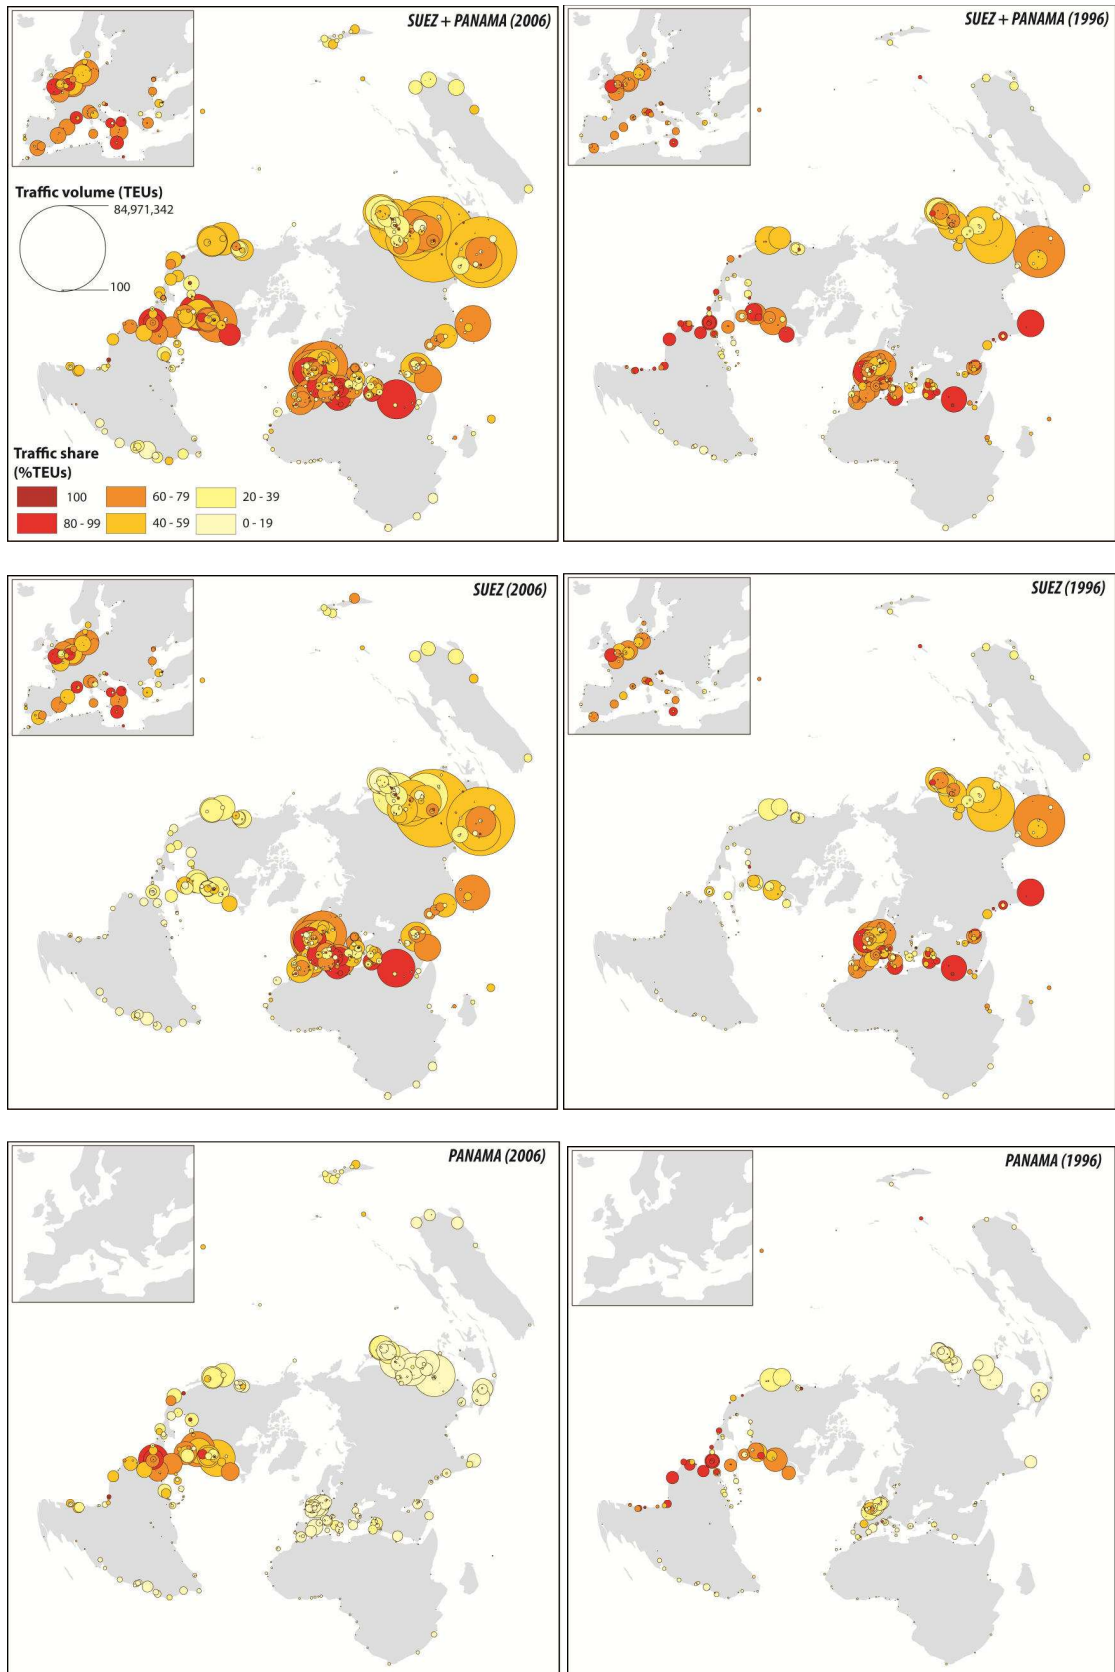 SUEZ + PANAMA (2006)
SUEZ + PANAMA (1996)
Traffic volume (TEUs)
84,971,342
100
Traffic share
(%TEUs)
100
60 - 79
20 - 39
80 - 99
40 - 59
0 - 19
SUEZ (2006)
SUEZ (1996)
PANAMA (2006)
PANAMA (1996)